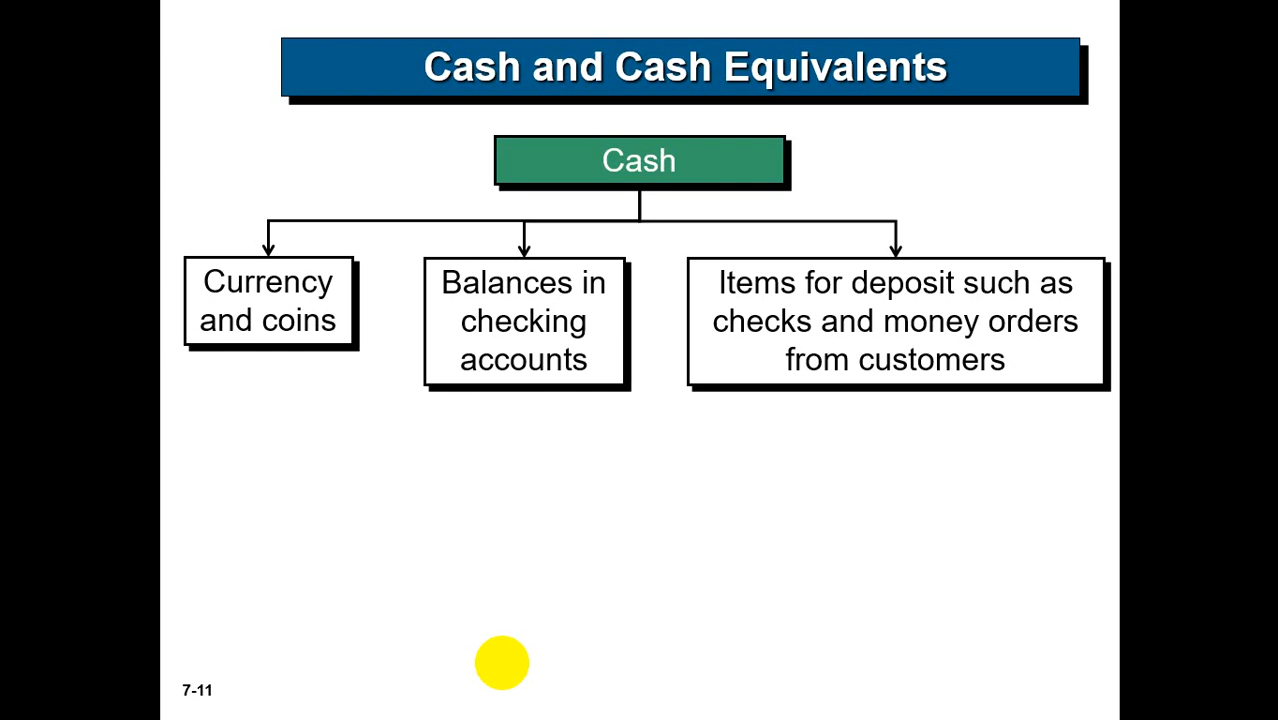 Cash and Cash Equivalents
Cash
Currency
and coins
Balances in
checking
accounts
Items for deposit such as
checks and money orders
from customers
7-11